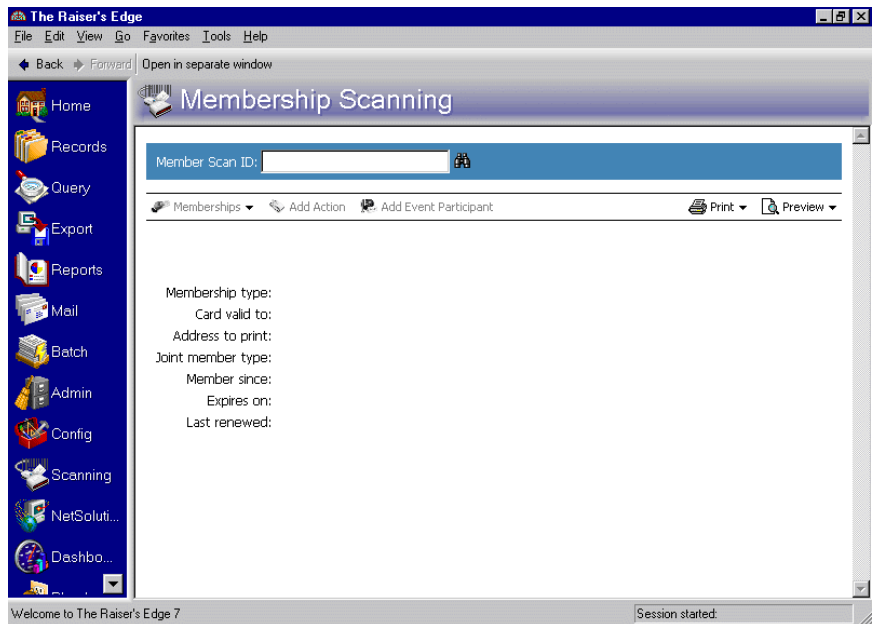 The Raiser's Edge
File Edit View Go Favorites Tools Help
Back Forward Open in separate window
Home
Records
Query
Export
Reports
Mail
Batch
Admin
Config
Scanning
NetSoluti...
Dashbo...
Membership Scanning
Member Scan ID:
Memberships Add Action Add Event Participant Print Preview
Membership type:
Card valid to:
Address to print:
Joint member type:
Member since:
Expires on:
Last renewed:
Welcome to The Raiser's Edge 7 Session started: